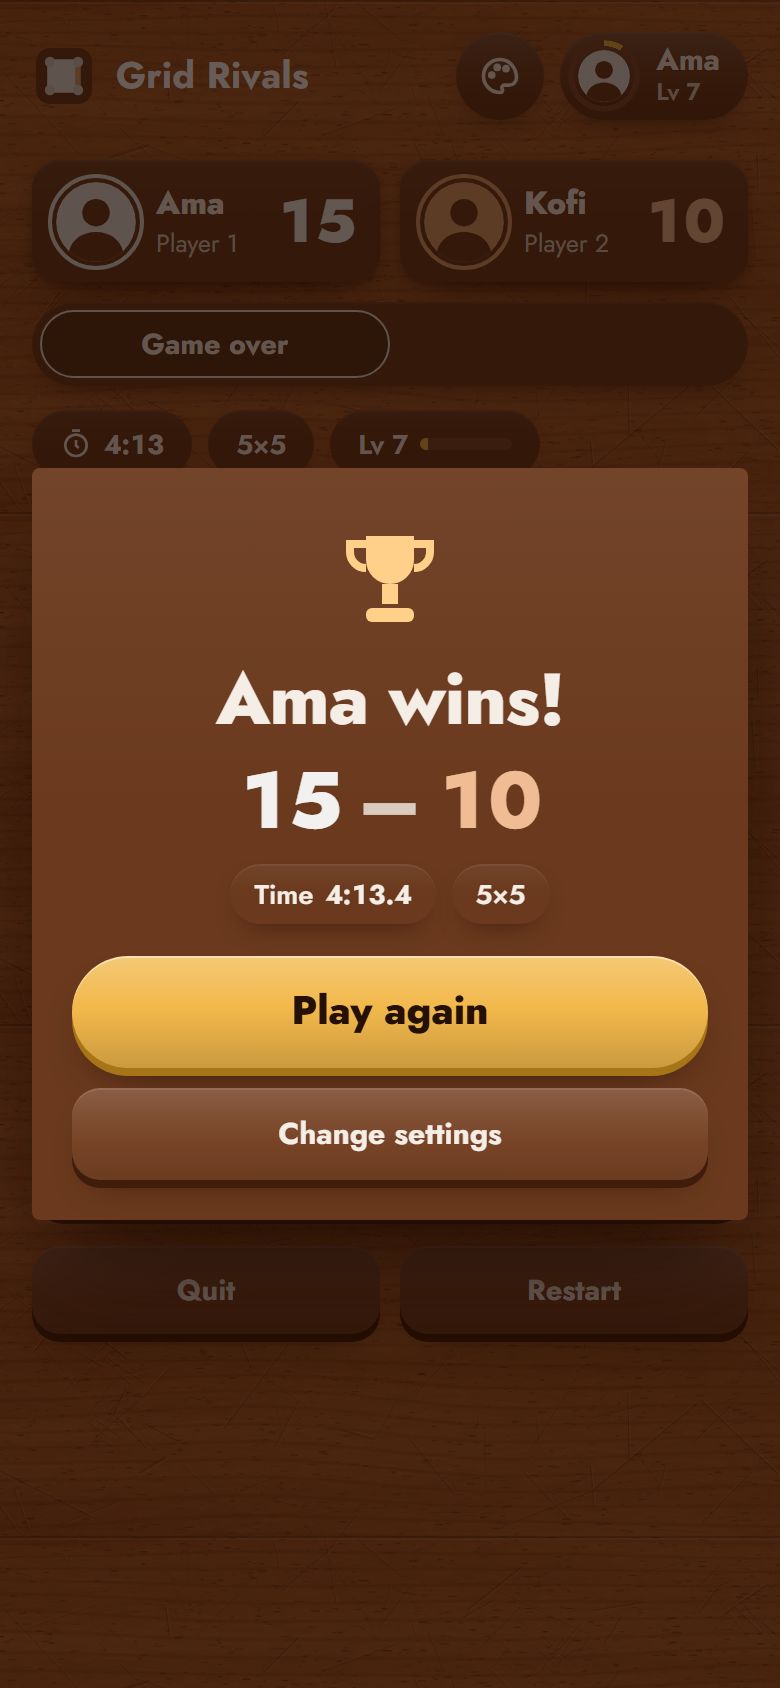 Grid Rivals
Ama
Lv 7
Ama
Player 1
15
Kofi
Player 2
10
Game over
4:13
5×5
Lv 7
Ama wins!
15 – 10
Time 4:13.4
5×5
Play again
Change settings
Quit
Restart